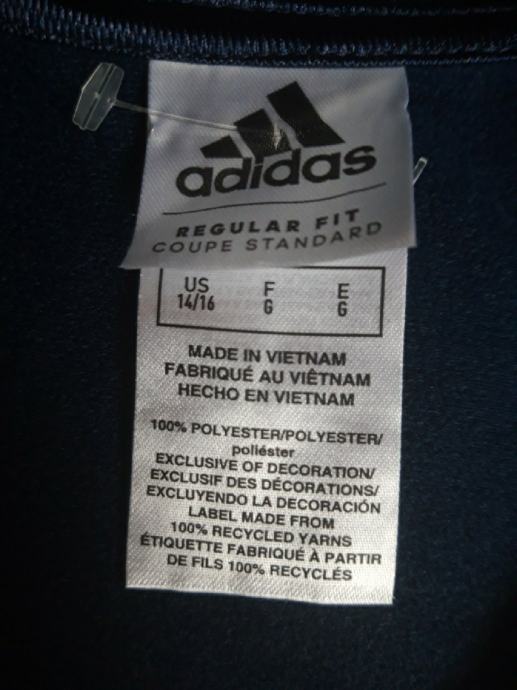 adidas
REGULAR FIT
COUPE STANDARD
US F E
14/16 G G
MADE IN VIETNAM
FABRIQUÉ AU VIÊTNAM
HECHO EN VIETNAM
100% POLYESTER/POLYESTER/
poliéster
EXCLUSIVE OF DECORATION/
EXCLUSIF DES DÉCORATIONS/
EXCLUYENDO LA DECORACIÓN
LABEL MADE FROM
100% RECYCLED YARNS
ÉTIQUETTE FABRIQUÉ À PARTIR
DE FILS 100% RECYCLÉS